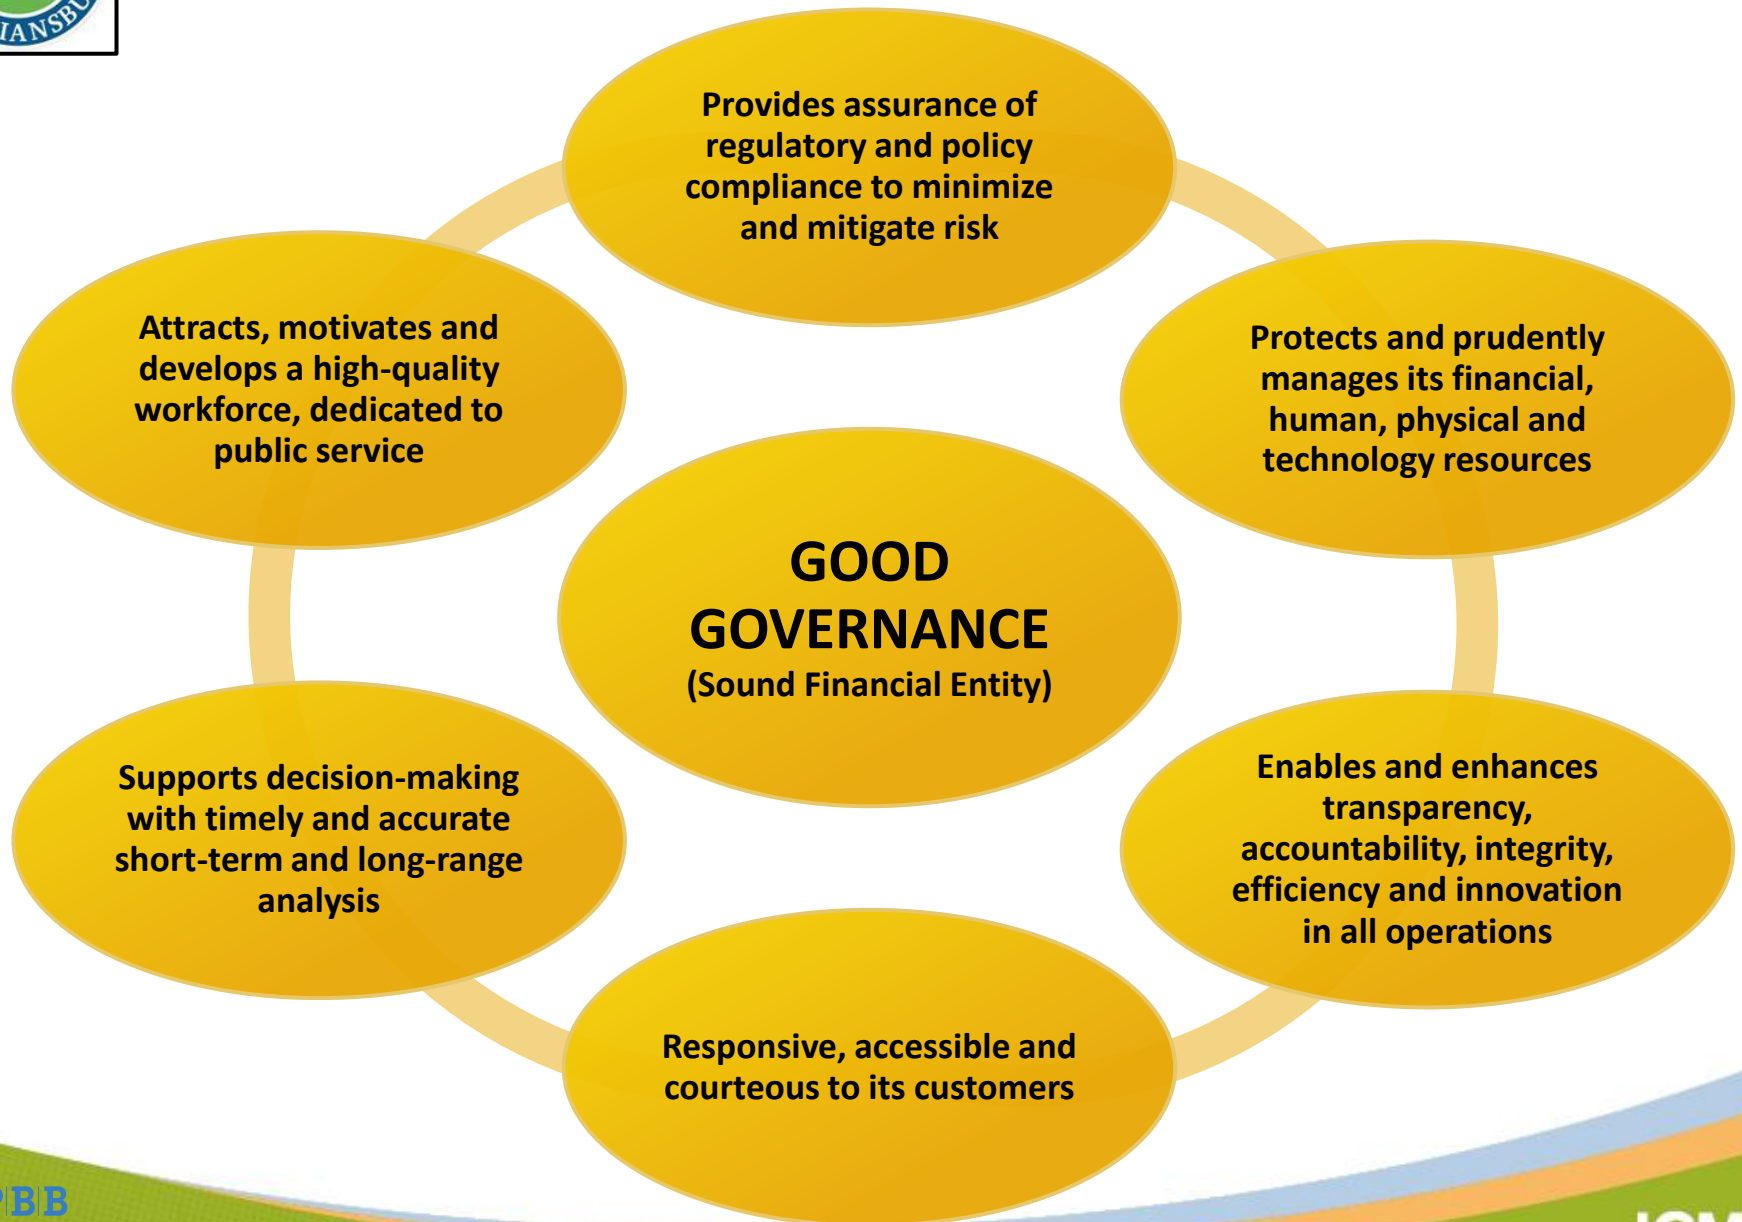 Provides assurance of
regulatory and policy
compliance to minimize
and mitigate risk
Attracts, motivates and
develops a high-quality
workforce, dedicated to
public service
Protects and prudently
manages its financial,
human, physical and
technology resources
GOOD
GOVERNANCE
(Sound Financial Entity)
Supports decision-making
with timely and accurate
short-term and long-range
analysis
Enables and enhances
transparency,
accountability, integrity,
efficiency and innovation
in all operations
Responsive, accessible and
courteous to its customers